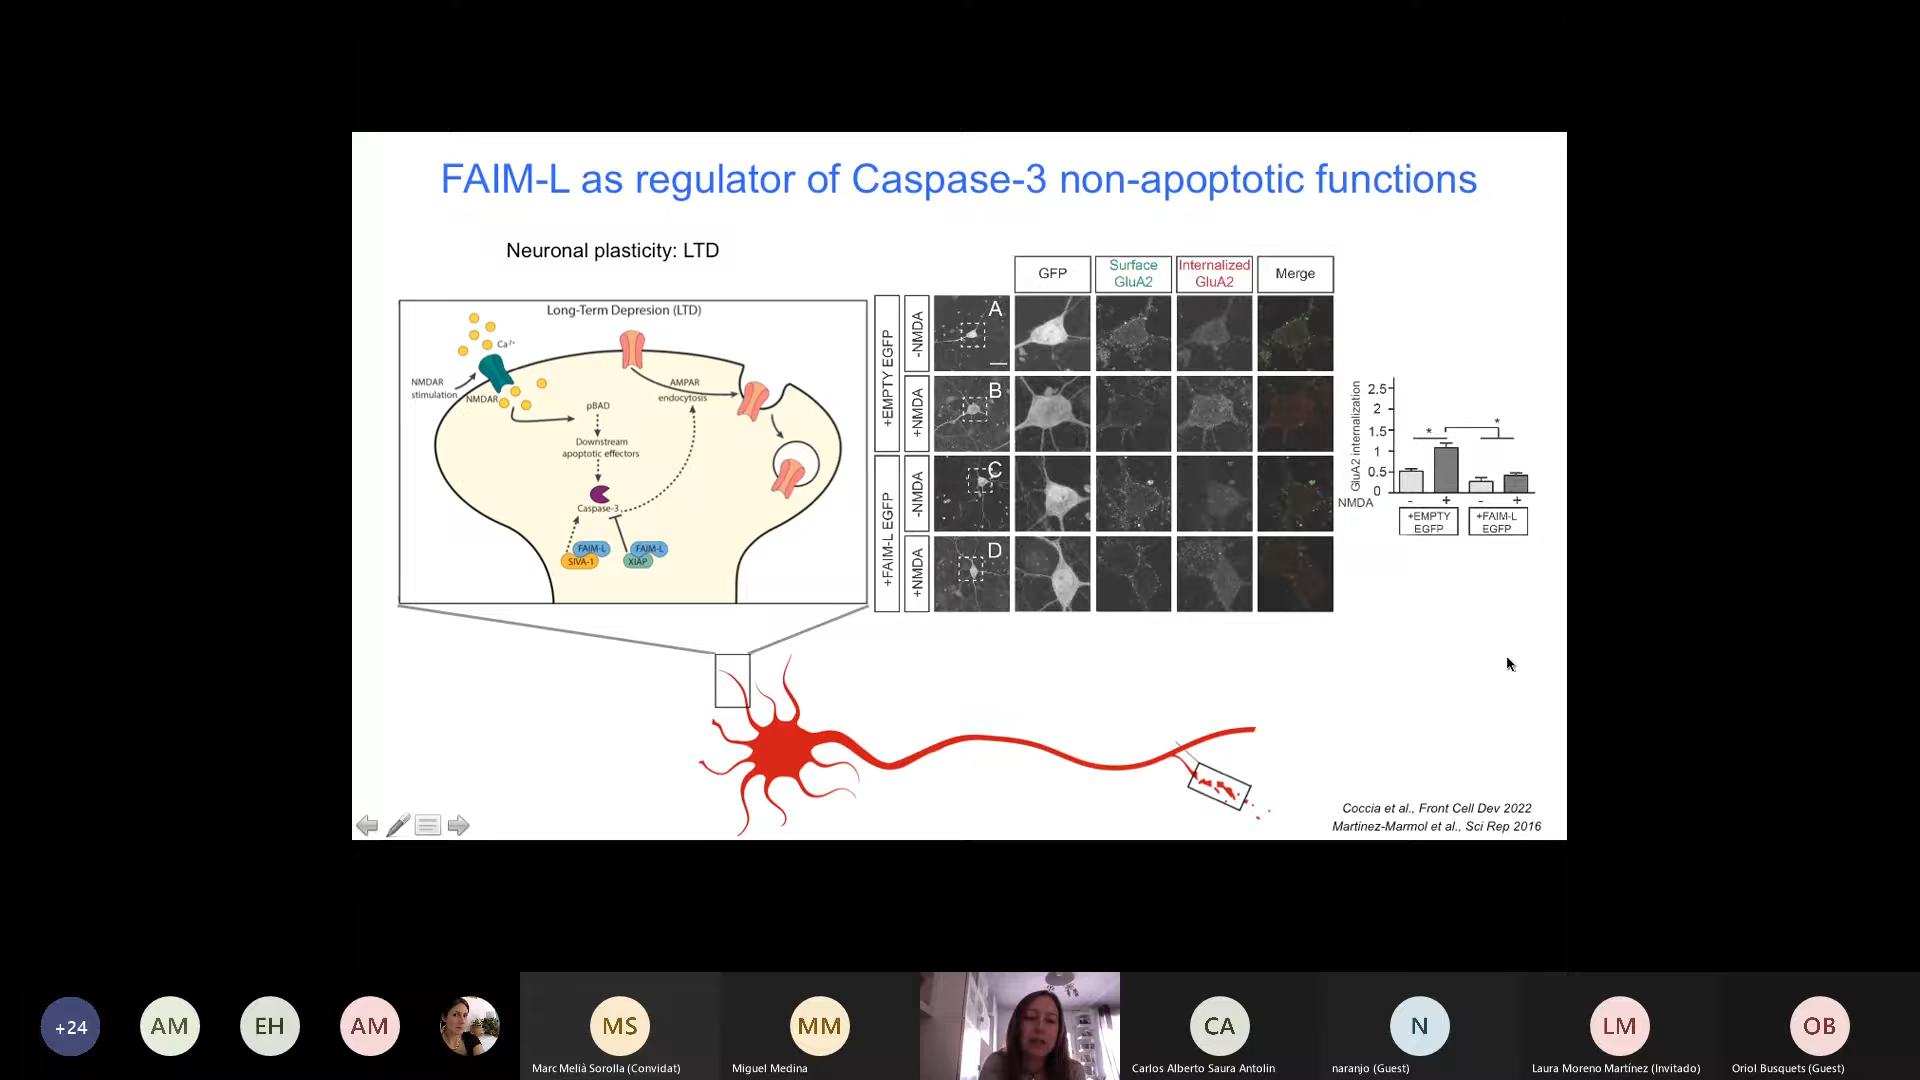 FAIM-L as regulator of Caspase-3 non-apoptotic functions
Neuronal plasticity: LTD
Long-Term Depresion (LTD)
Ca²⁺
NMDAR
stimulation
NMDAR
AMPAR
endocytosis
pBAD
Downstream
apoptotic effectors
Caspase-3
FAIM-L
SIVA-1
FAIM-L
XIAP
GFP
Surface
GluA2
Internalized
GluA2
Merge
+EMPTY EGFP
-NMDA
A
+NMDA
B
+FAIM-L EGFP
-NMDA
C
+NMDA
D
GluA2 internalization
2.5
2
1.5
1
0.5
0
*
*
NMDA - + - +
+EMPTY
EGFP
+FAIM-L
EGFP
Coccia et al., Front Cell Dev 2022
Martinez-Marmol et al., Sci Rep 2016
+24
AM
EH
AM
MS
Marc Melià Sorolla (Convidat)
MM
Miguel Medina
CA
Carlos Alberto Saura Antolin
N
naranjo (Guest)
LM
Laura Moreno Martínez (Invitado)
OB
Oriol Busquets (Guest)